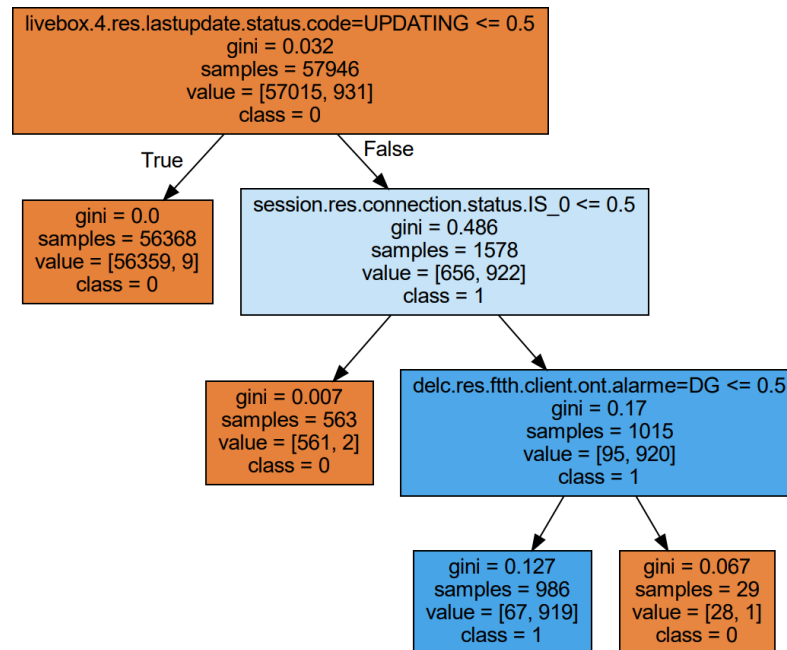 livebox.4.res.lastupdate.status.code=UPDATING <= 0.5
gini = 0.032
samples = 57946
value = [57015, 931]
class = 0
True
False
gini = 0.0
samples = 56368
value = [56359, 9]
class = 0
session.res.connection.status.IS_0 <= 0.5
gini = 0.486
samples = 1578
value = [656, 922]
class = 1
gini = 0.007
samples = 563
value = [561, 2]
class = 0
delc.res.ftth.client.ont.alarme=DG <= 0.5
gini = 0.17
samples = 1015
value = [95, 920]
class = 1
gini = 0.127
samples = 986
value = [67, 919]
class = 1
gini = 0.067
samples = 29
value = [28, 1]
class = 0